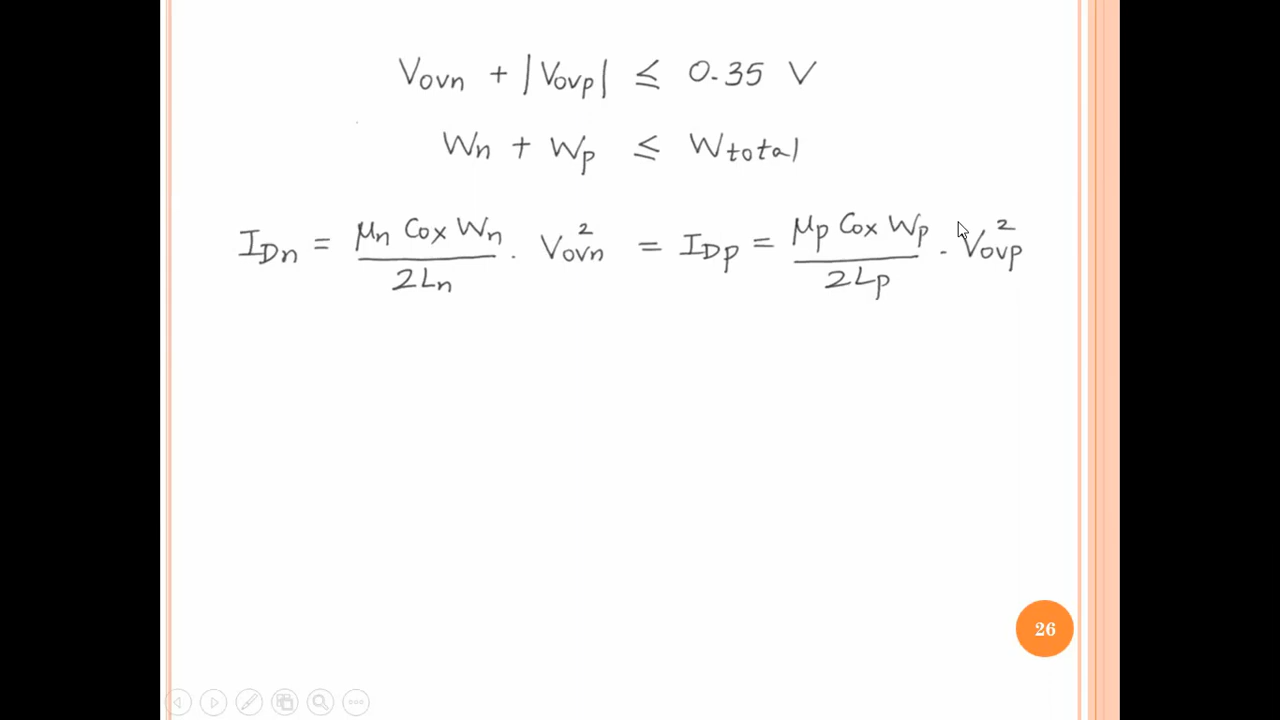 Vovn + |Vovp| ≤ 0.35 V
Wn + Wp ≤ Wtotal
IDn = μn Cox Wn / 2Ln . Vovn² = IDp = μp Cox Wp / 2Lp . Vovp²
26